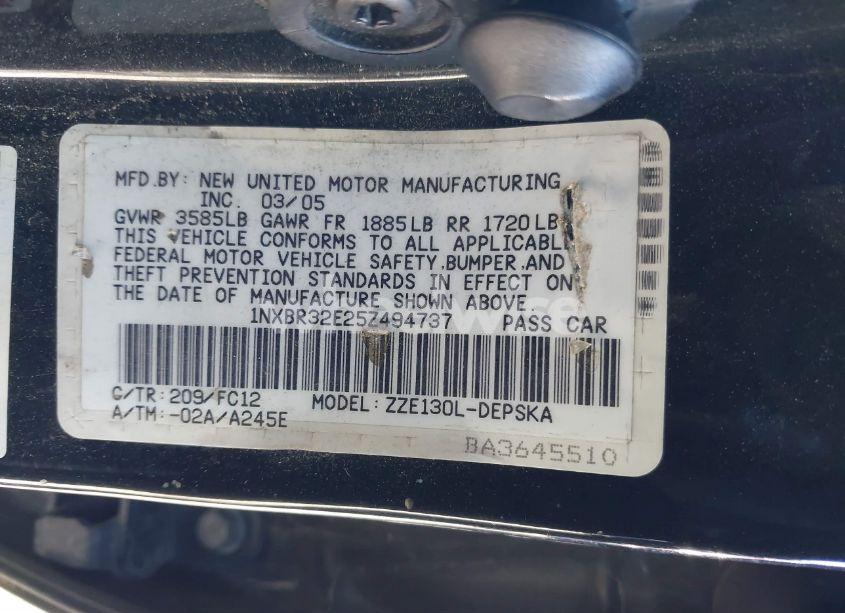 MFD.BY: NEW UNITED MOTOR MANUFACTURING
INC. 03/05
GVWR 3585LB GAWR FR 1885LB RR 1720LB
THIS VEHICLE CONFORMS TO ALL APPLICABLE
FEDERAL MOTOR VEHICLE SAFETY,BUMPER,AND
THEFT PREVENTION STANDARDS IN EFFECT ON
THE DATE OF MANUFACTURE SHOWN ABOVE.
1NXBR32E25Z494737 PASS CAR
C/TR: 209/FC12 MODEL: ZZE130L-DEPSKA
A/TM:-02A/A245E
BA3645510